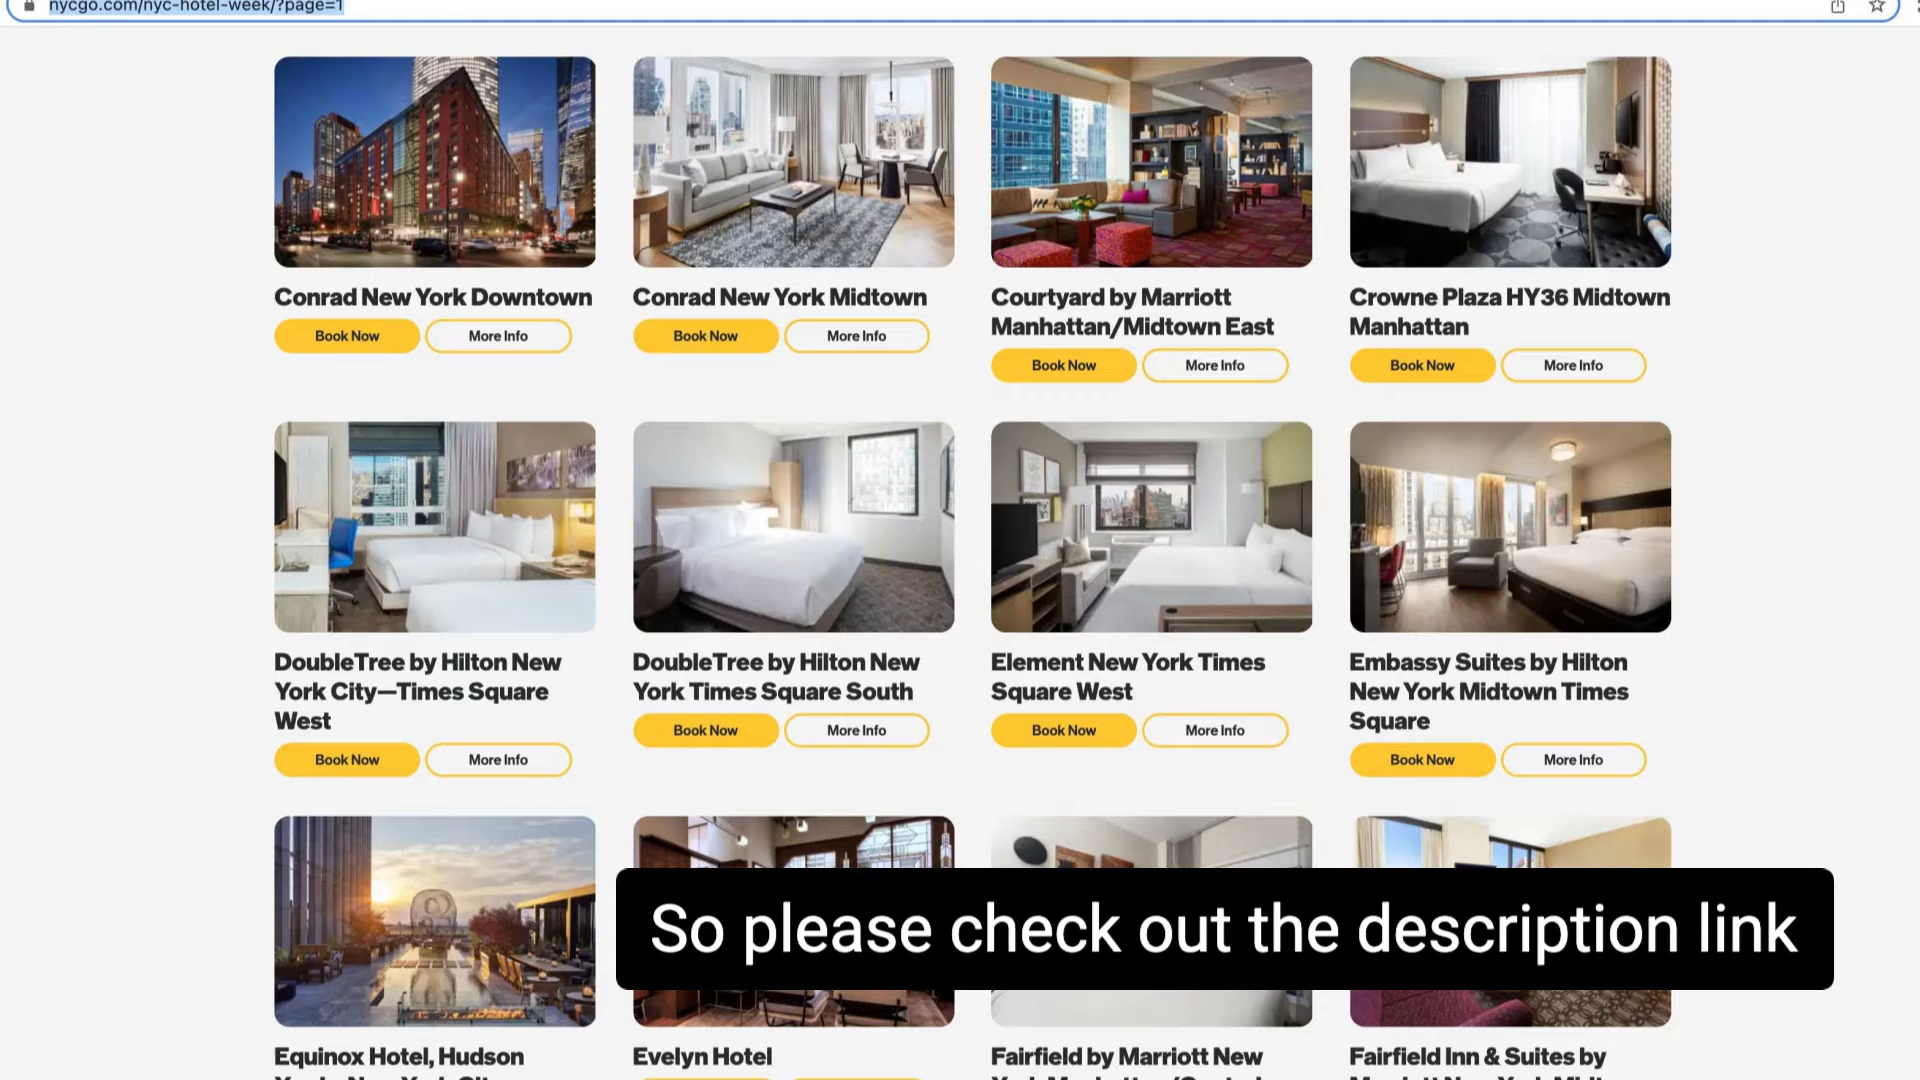 nycgo.com/nyc-hotel-week/?page=1
Conrad New York Downtown
Book Now
More Info
Conrad New York Midtown
Book Now
More Info
Courtyard by Marriott
Manhattan/Midtown East
Book Now
More Info
Crowne Plaza HY36 Midtown
Manhattan
Book Now
More Info
DoubleTree by Hilton New
York City—Times Square
West
Book Now
More Info
DoubleTree by Hilton New
York Times Square South
Book Now
More Info
Element New York Times
Square West
Book Now
More Info
Embassy Suites by Hilton
New York Midtown Times
Square
Book Now
More Info
So please check out the description link
Equinox Hotel, Hudson
Evelyn Hotel
Fairfield by Marriott New
Fairfield Inn & Suites by